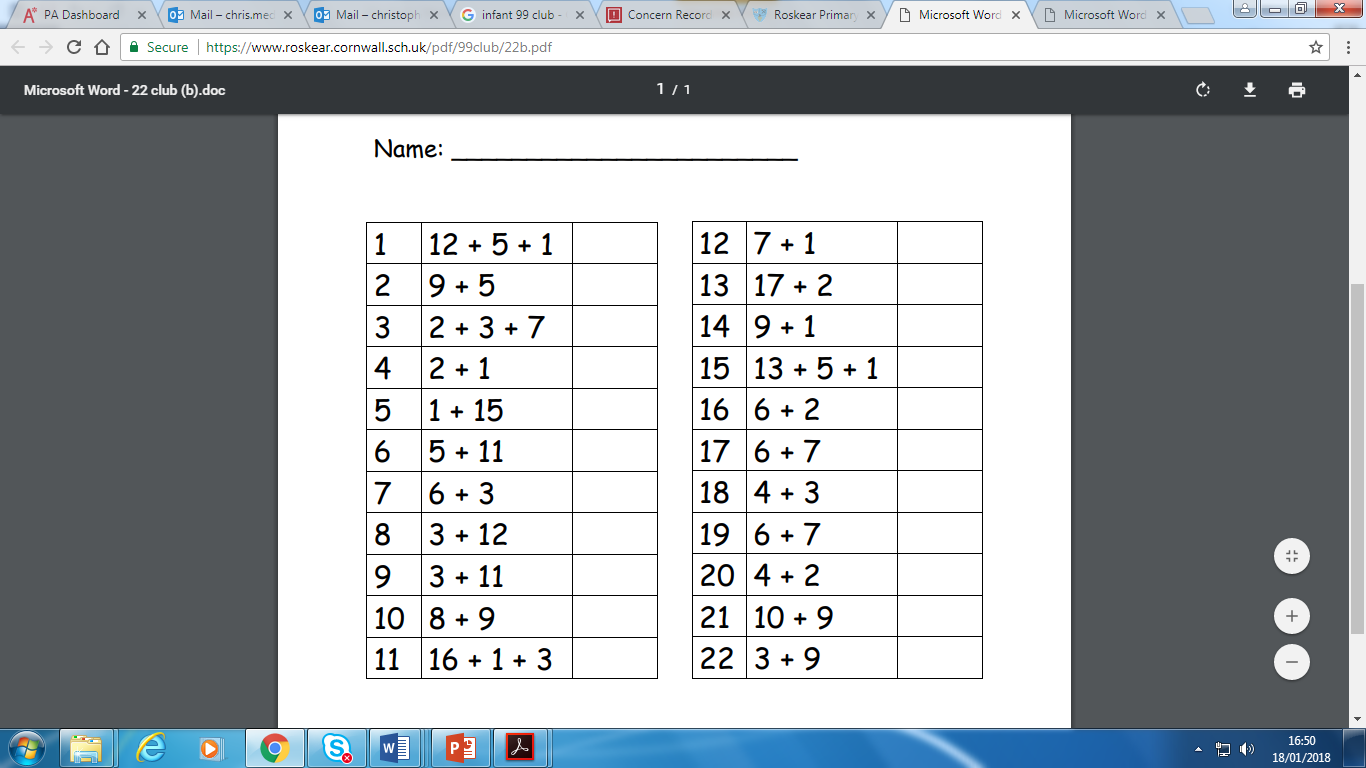 PA Dashboard
Mail – chris.med
Mail – christoph
infant 99 club -
Concern Record
Roskear Primar
Microsoft Word
Microsoft Word
Secure https://www.roskear.cornwall.sch.uk/pdf/99club/22b.pdf
Microsoft Word - 22 club (b).doc
1 / 1
Name: _______________________
1 12 + 5 + 1
2 9 + 5
3 2 + 3 + 7
4 2 + 1
5 1 + 15
6 5 + 11
7 6 + 3
8 3 + 12
9 3 + 11
10 8 + 9
11 16 + 1 + 3
12 7 + 1
13 17 + 2
14 9 + 1
15 13 + 5 + 1
16 6 + 2
17 6 + 7
18 4 + 3
19 6 + 7
20 4 + 2
21 10 + 9
22 3 + 9
16:50
18/01/2018